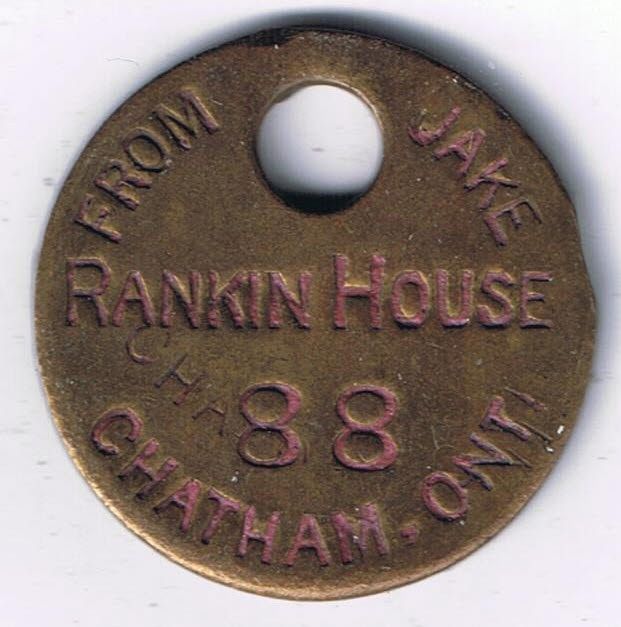 FROM JAKE
RANKIN HOUSE
CHA
88
CHATHAM, ONT.